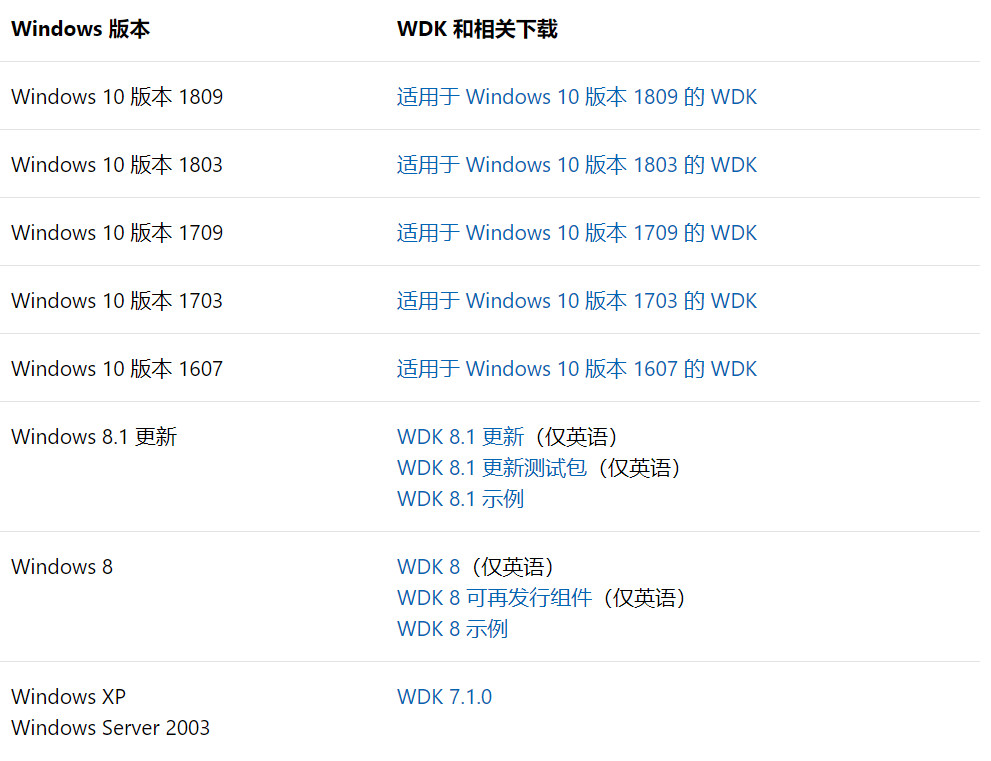 Windows 版本 WDK 和相关下载
Windows 10 版本 1809 适用于 Windows 10 版本 1809 的 WDK
Windows 10 版本 1803 适用于 Windows 10 版本 1803 的 WDK
Windows 10 版本 1709 适用于 Windows 10 版本 1709 的 WDK
Windows 10 版本 1703 适用于 Windows 10 版本 1703 的 WDK
Windows 10 版本 1607 适用于 Windows 10 版本 1607 的 WDK
Windows 8.1 更新 WDK 8.1 更新（仅英语）
WDK 8.1 更新测试包（仅英语）
WDK 8.1 示例
Windows 8 WDK 8（仅英语）
WDK 8 可再发行组件（仅英语）
WDK 8 示例
Windows XP WDK 7.1.0
Windows Server 2003